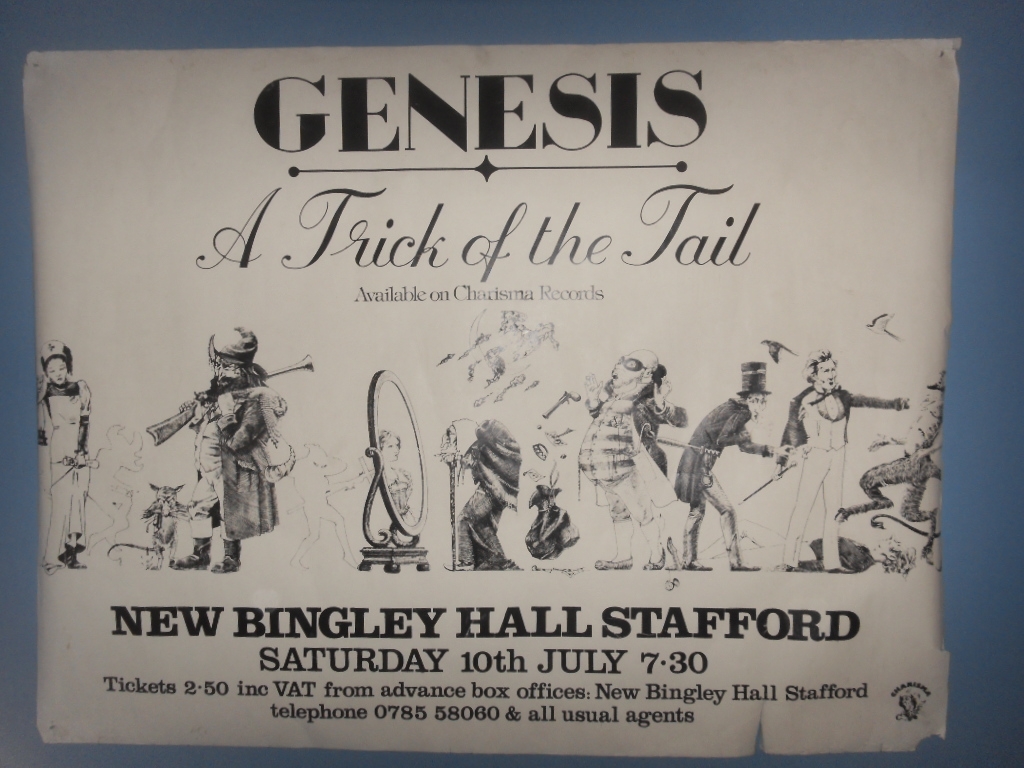 GENESIS
A Trick of the Tail
Available on Charisma Records
NEW BINGLEY HALL STAFFORD
SATURDAY 10th JULY 7·30
Tickets 2·50 inc VAT from advance box offices: New Bingley Hall Stafford
telephone 0785 58060 & all usual agents
CHARISMA